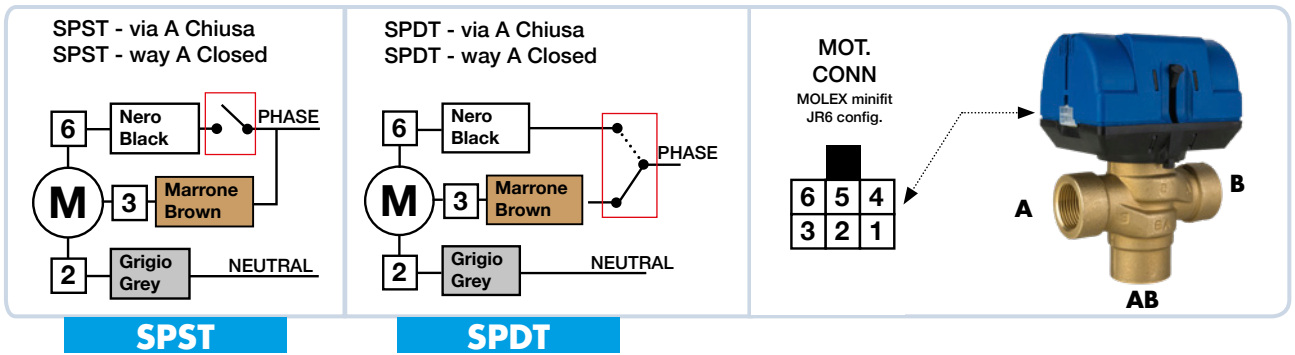 SPST - via A Chiusa
SPST - way A Closed
6
Nero
Black
PHASE
M
3
Marrone
Brown
2
Grigio
Grey
NEUTRAL
SPST
SPDT - via A Chiusa
SPDT - way A Closed
6
Nero
Black
PHASE
M
3
Marrone
Brown
2
Grigio
Grey
NEUTRAL
SPDT
MOT.
CONN
MOLEX minifit
JR6 config.
6 5 4
3 2 1
A
B
AB